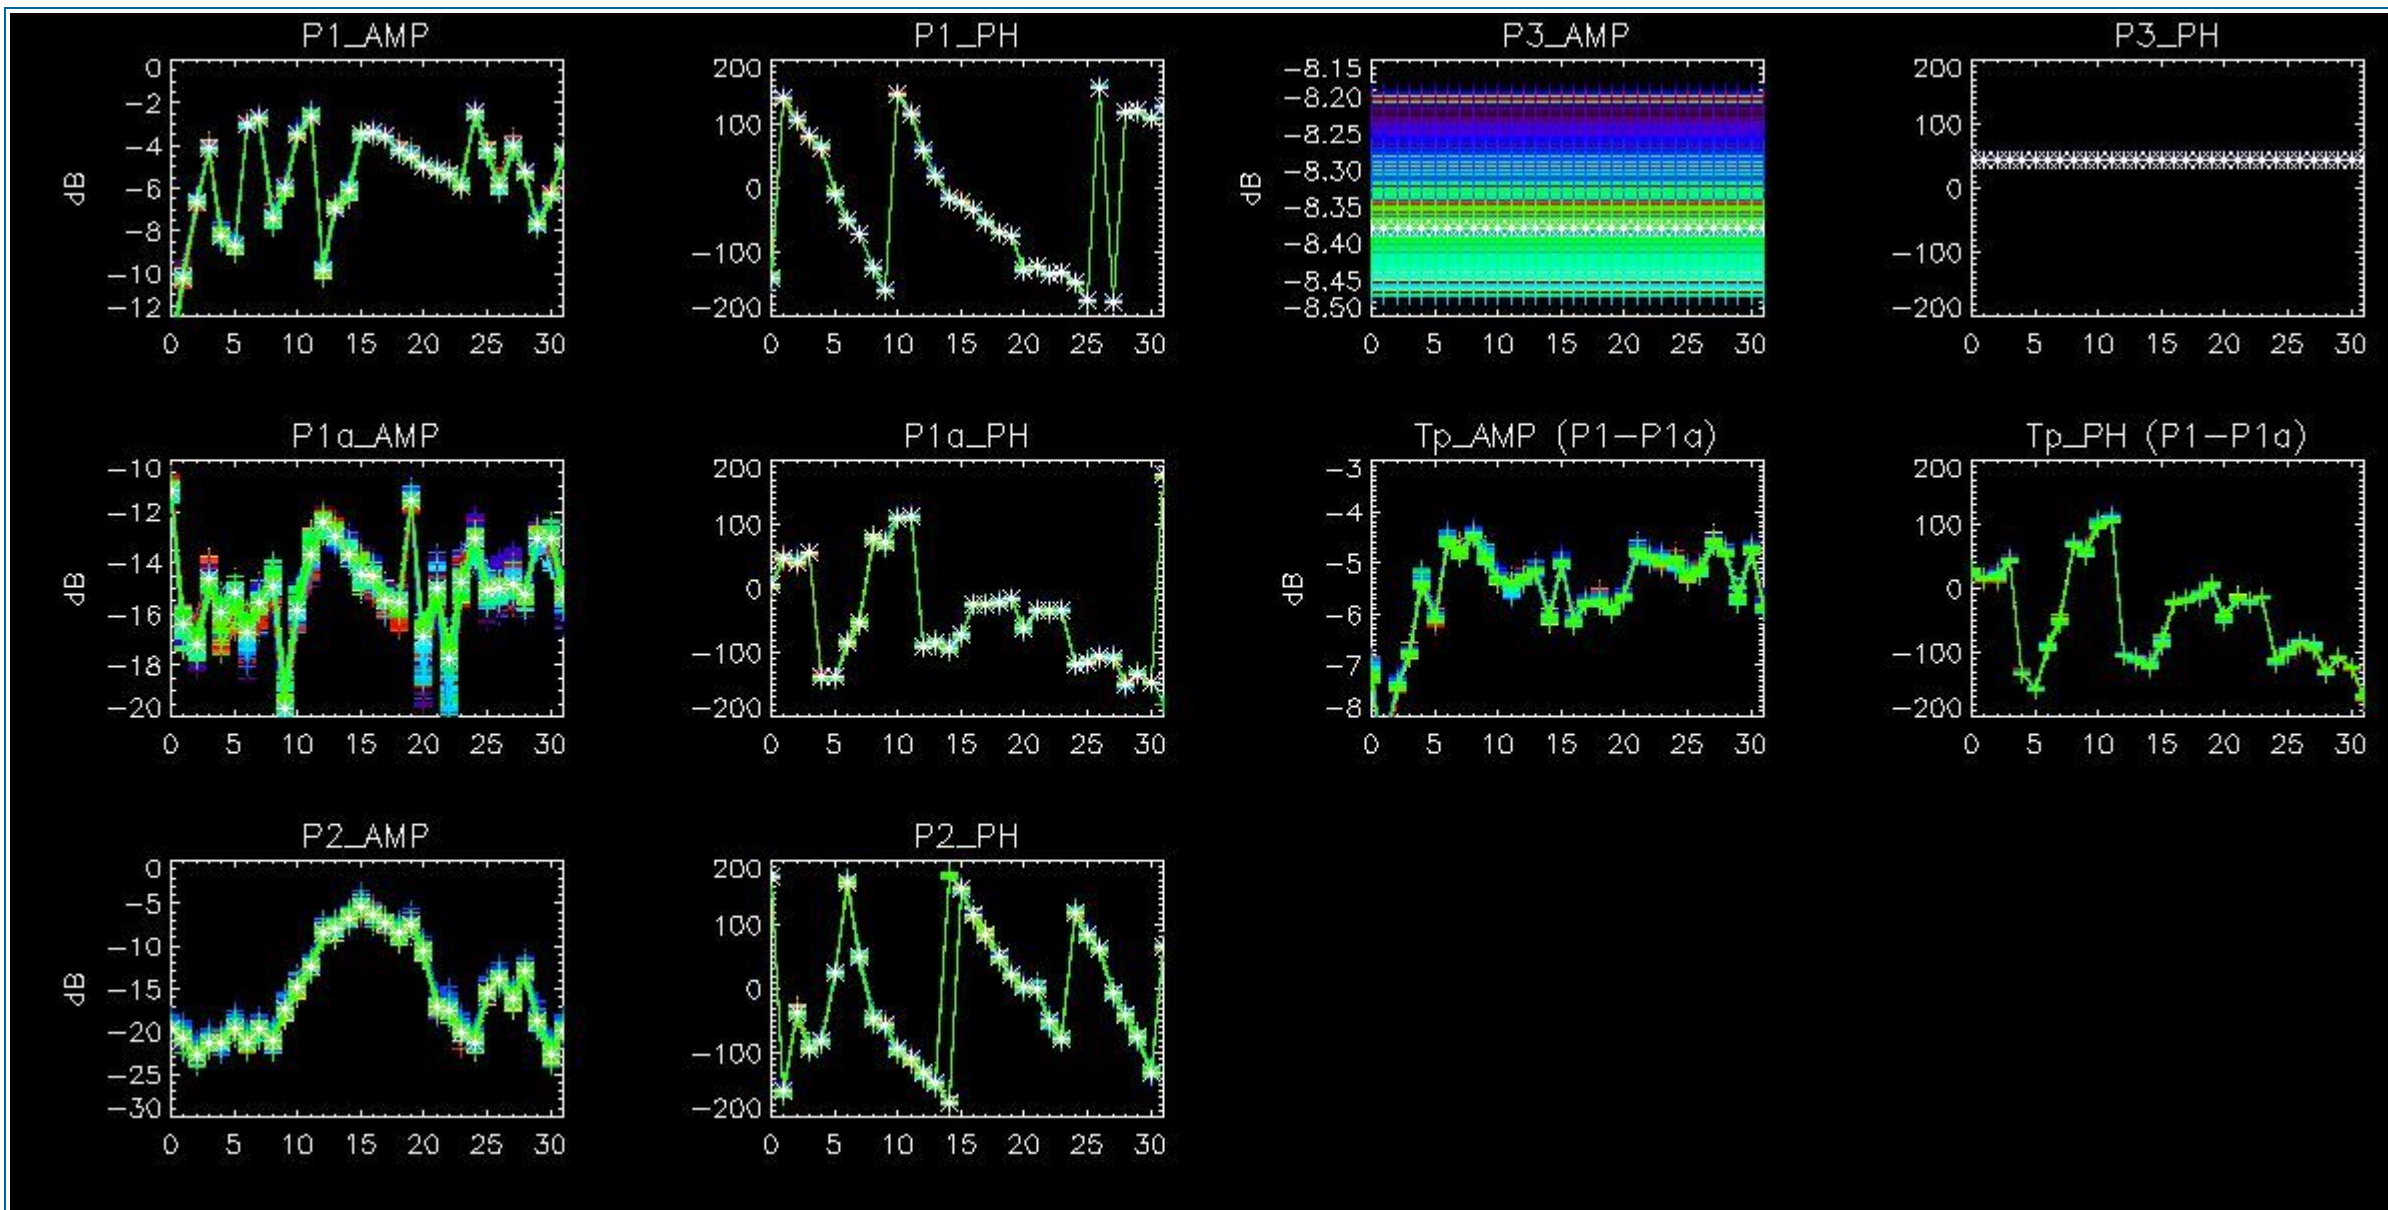 P1_AMP
P1_PH
P3_AMP
P3_PH
0
−2
−4
−6
−8
−10
−12
dB
0 5 10 15 20 25 30
200
100
0
−100
−200
0 5 10 15 20 25 30
−8.15
−8.20
−8.25
−8.30
−8.35
−8.40
−8.45
−8.50
dB
0 5 10 15 20 25 30
200
100
0
−100
−200
0 5 10 15 20 25 30
P1a_AMP
P1a_PH
Tp_AMP (P1−P1a)
Tp_PH (P1−P1a)
−10
−12
−14
−16
−18
−20
dB
0 5 10 15 20 25 30
200
100
0
−100
−200
0 5 10 15 20 25 30
−3
−4
−5
−6
−7
−8
dB
0 5 10 15 20 25 30
200
100
0
−100
−200
0 5 10 15 20 25 30
P2_AMP
P2_PH
0
−5
−10
−15
−20
−25
−30
dB
0 5 10 15 20 25 30
200
100
0
−100
−200
0 5 10 15 20 25 30